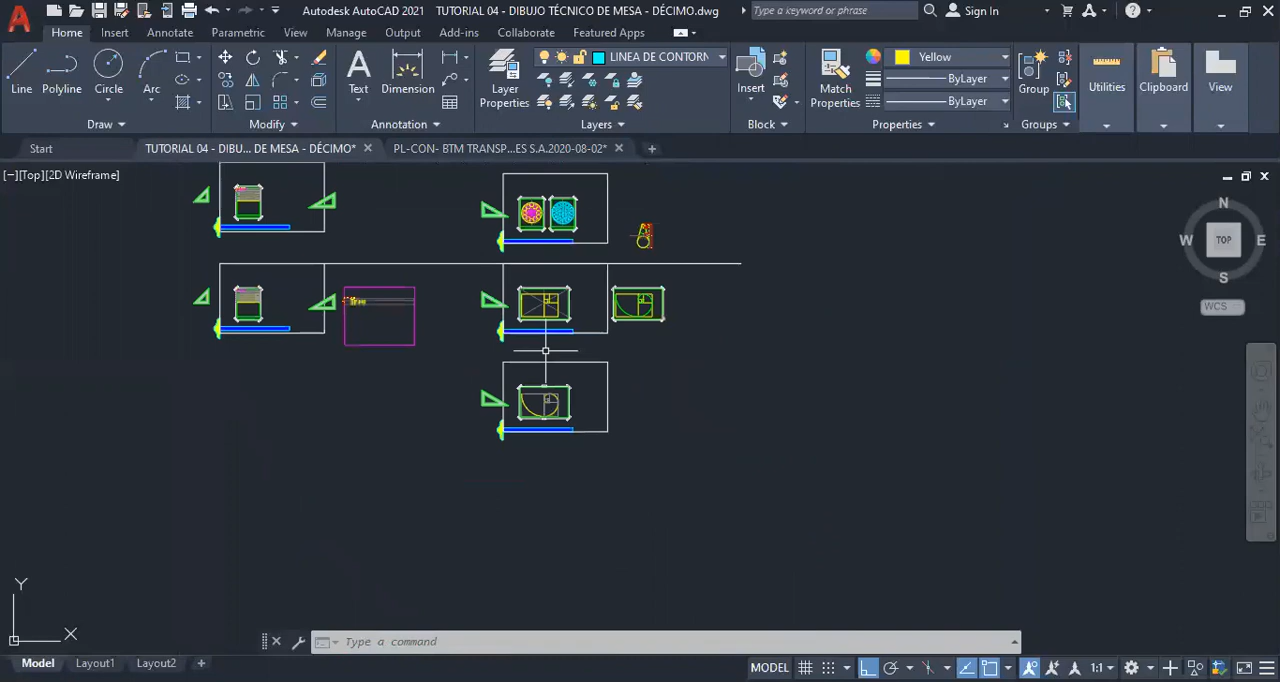 Autodesk AutoCAD 2021 TUTORIAL 04 - DIBUJO TÉCNICO DE MESA - DÉCIMO.dwg Type a keyword or phrase Sign In
Home Insert Annotate Parametric View Manage Output Add-ins Collaborate Featured Apps
LINEA DE CONTORN
Yellow
ByLayer
ByLayer
Line Polyline Circle Arc Text Dimension Layer Properties Insert Match Properties Group Utilities Clipboard View
Draw Modify Annotation Layers Block Properties Groups
Start TUTORIAL 04 - DIBU... DE MESA - DÉCIMO* PL-CON- BTM TRANSP...ES S.A.2020-08-02*
[−][Top][2D Wireframe]
N
W TOP E
S
WCS
Y
X
Type a command
Model Layout1 Layout2 MODEL 1:1